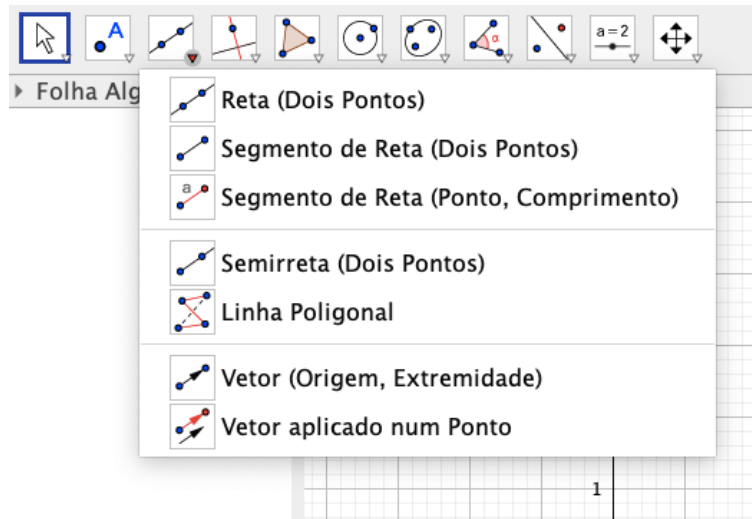 A
α
a=2
Folha Alg
Reta (Dois Pontos)
Segmento de Reta (Dois Pontos)
a
Segmento de Reta (Ponto, Comprimento)
Semirreta (Dois Pontos)
Linha Poligonal
Vetor (Origem, Extremidade)
Vetor aplicado num Ponto
1